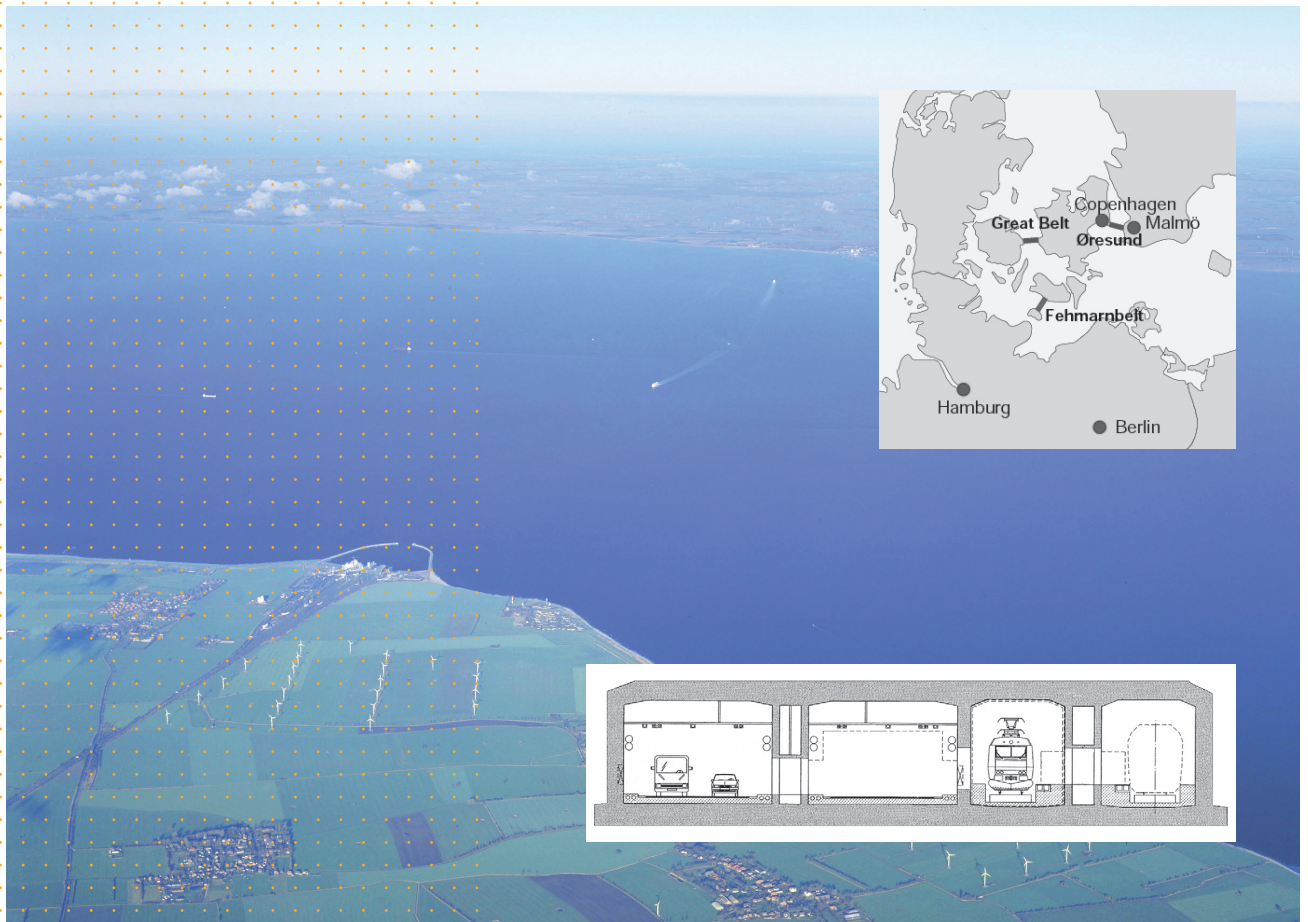 Copenhagen
Great Belt
Malmö
Øresund
Fehmarnbelt
Hamburg
Berlin